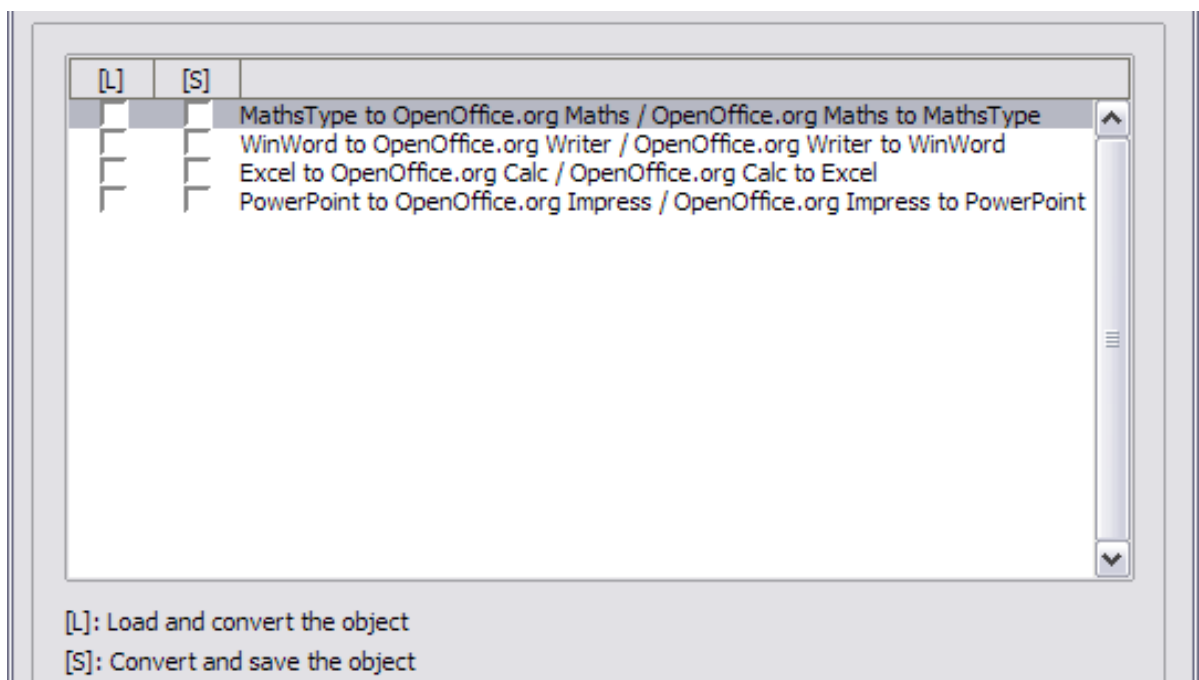 [L] [S]
MathsType to OpenOffice.org Maths / OpenOffice.org Maths to MathsType
WinWord to OpenOffice.org Writer / OpenOffice.org Writer to WinWord
Excel to OpenOffice.org Calc / OpenOffice.org Calc to Excel
PowerPoint to OpenOffice.org Impress / OpenOffice.org Impress to PowerPoint
[L]: Load and convert the object
[S]: Convert and save the object